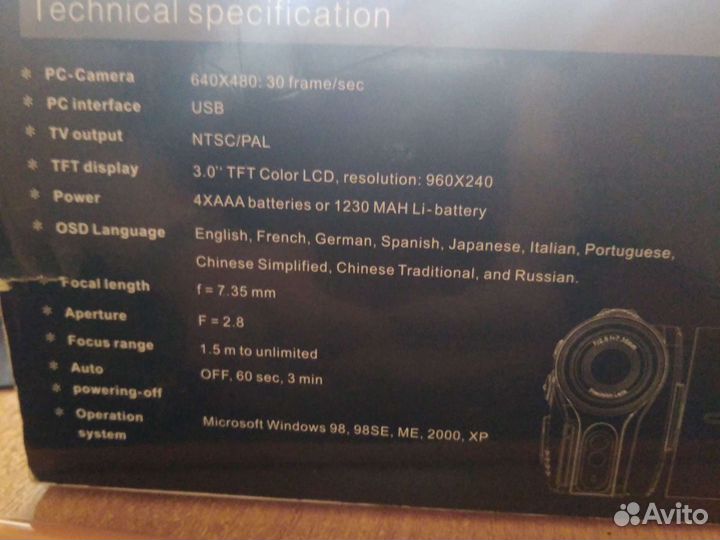 Technical specification
* PC-Camera 640X480: 30 frame/sec
* PC interface USB
* TV output NTSC/PAL
* TFT display 3.0'' TFT Color LCD, resolution: 960X240
* Power 4XAAA batteries or 1230 MAH Li-battery
* OSD Language English, French, German, Spanish, Japanese, Italian, Portuguese,
Chinese Simplified, Chinese Traditional, and Russian.
* Focal length f = 7.35 mm
* Aperture F = 2.8
* Focus range 1.5 m to unlimited
* Auto OFF, 60 sec, 3 min
* powering-off
* Operation Microsoft Windows 98, 98SE, ME, 2000, XP
system
Avito